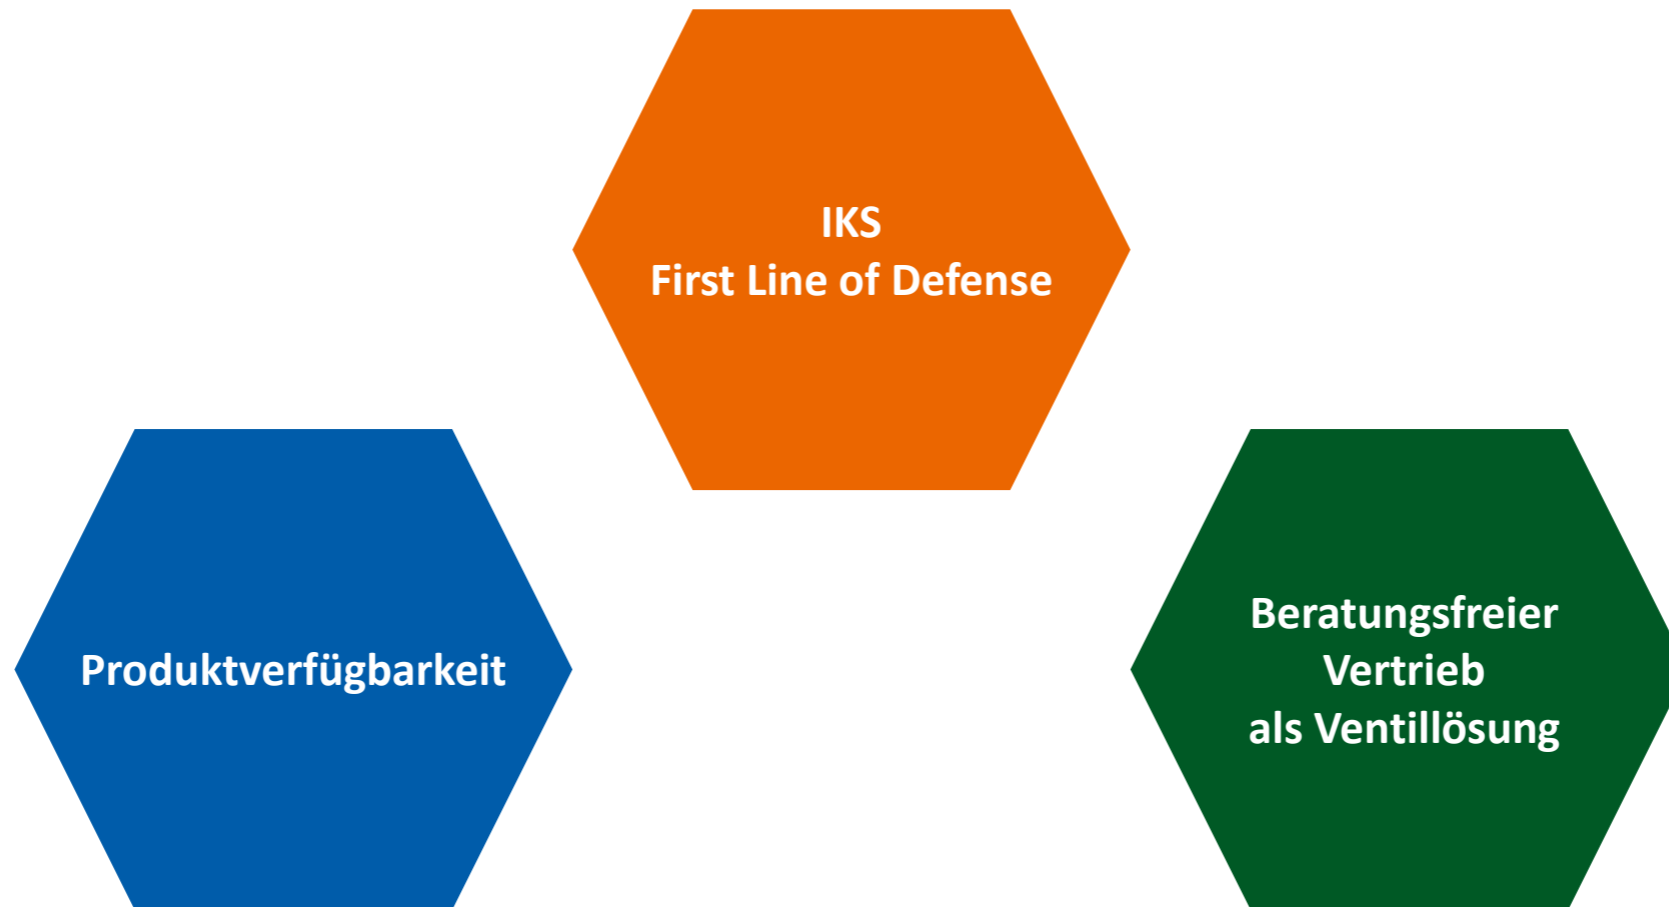 IKS
First Line of Defense
Produktverfügbarkeit
Beratungsfreier
Vertrieb
als Ventillösung